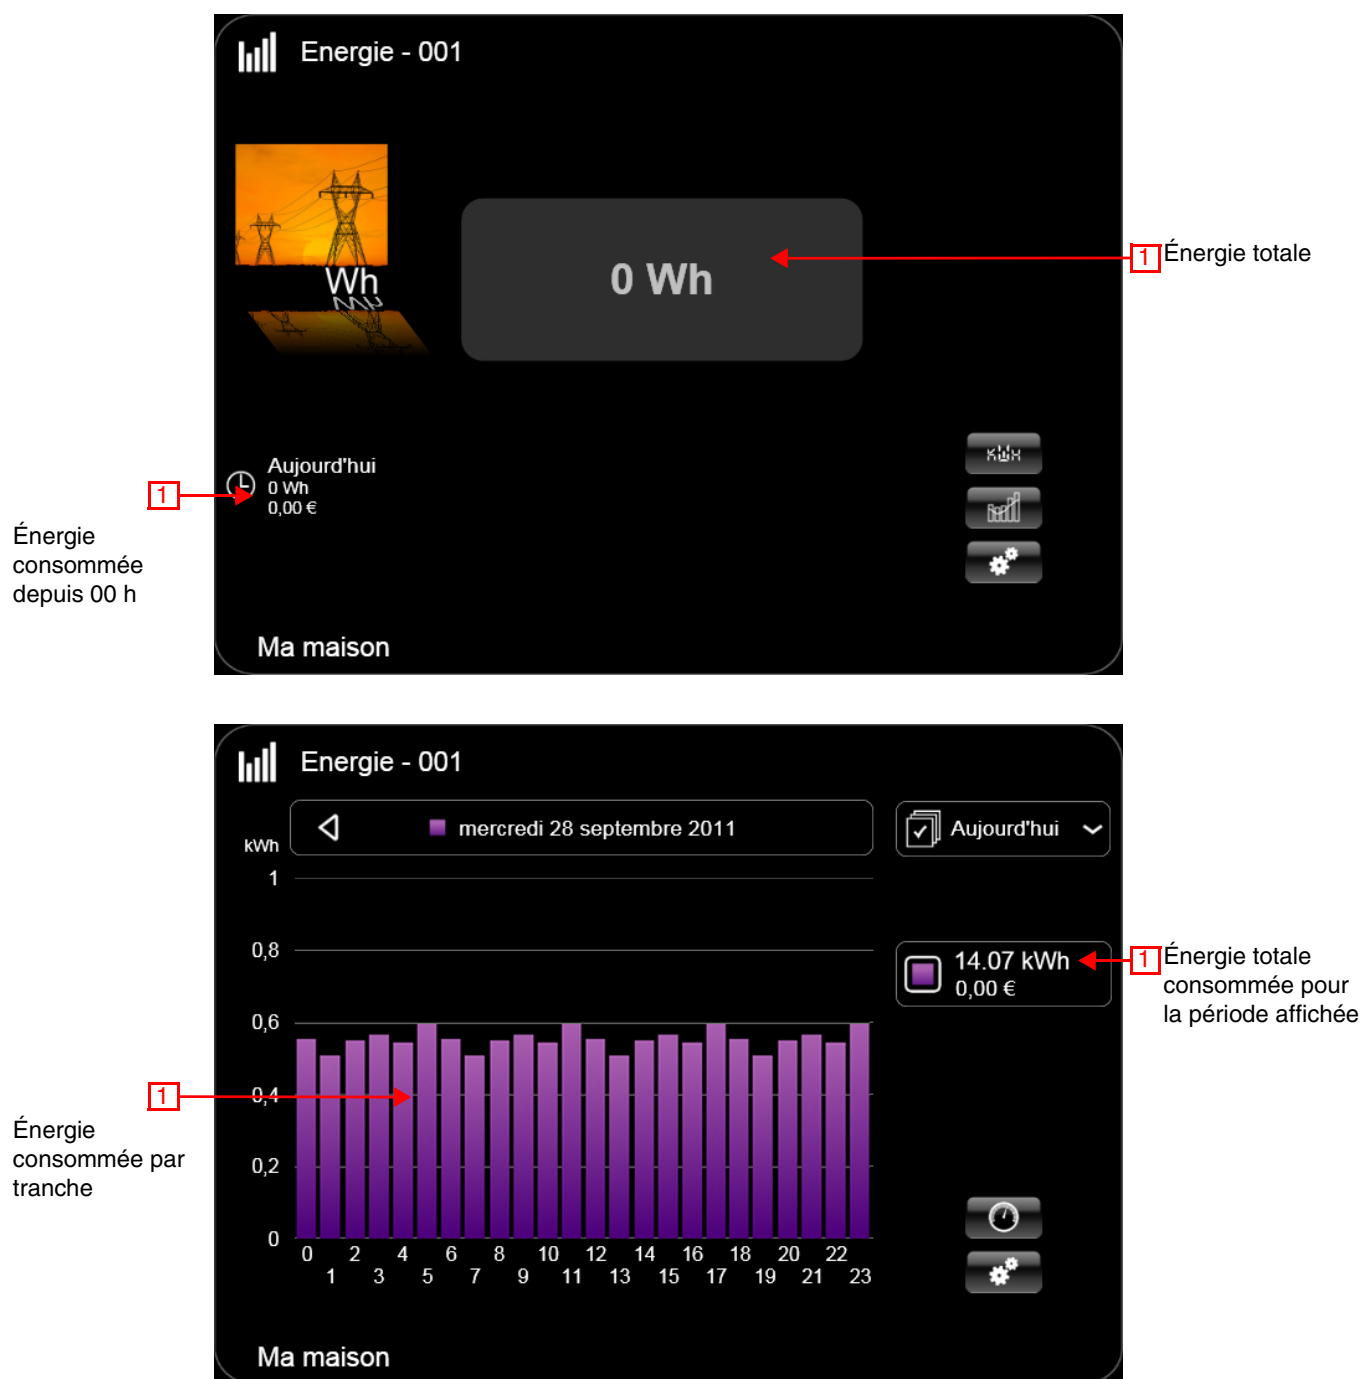 Energie - 001
Wh
0 Wh
1 Énergie totale
Aujourd'hui
0 Wh
0,00 €
1
Énergie
consommée
depuis 00 h
KWH
Ma maison
Energie - 001
kWh
mercredi 28 septembre 2011
Aujourd'hui
1
0,8
0,6
0,4
0,2
0
14.07 kWh
0,00 €
1 Énergie totale
consommée pour
la période affichée
1
Énergie
consommée par
tranche
0 2 4 6 8 10 12 14 16 18 20 22
1 3 5 7 9 11 13 15 17 19 21 23
Ma maison